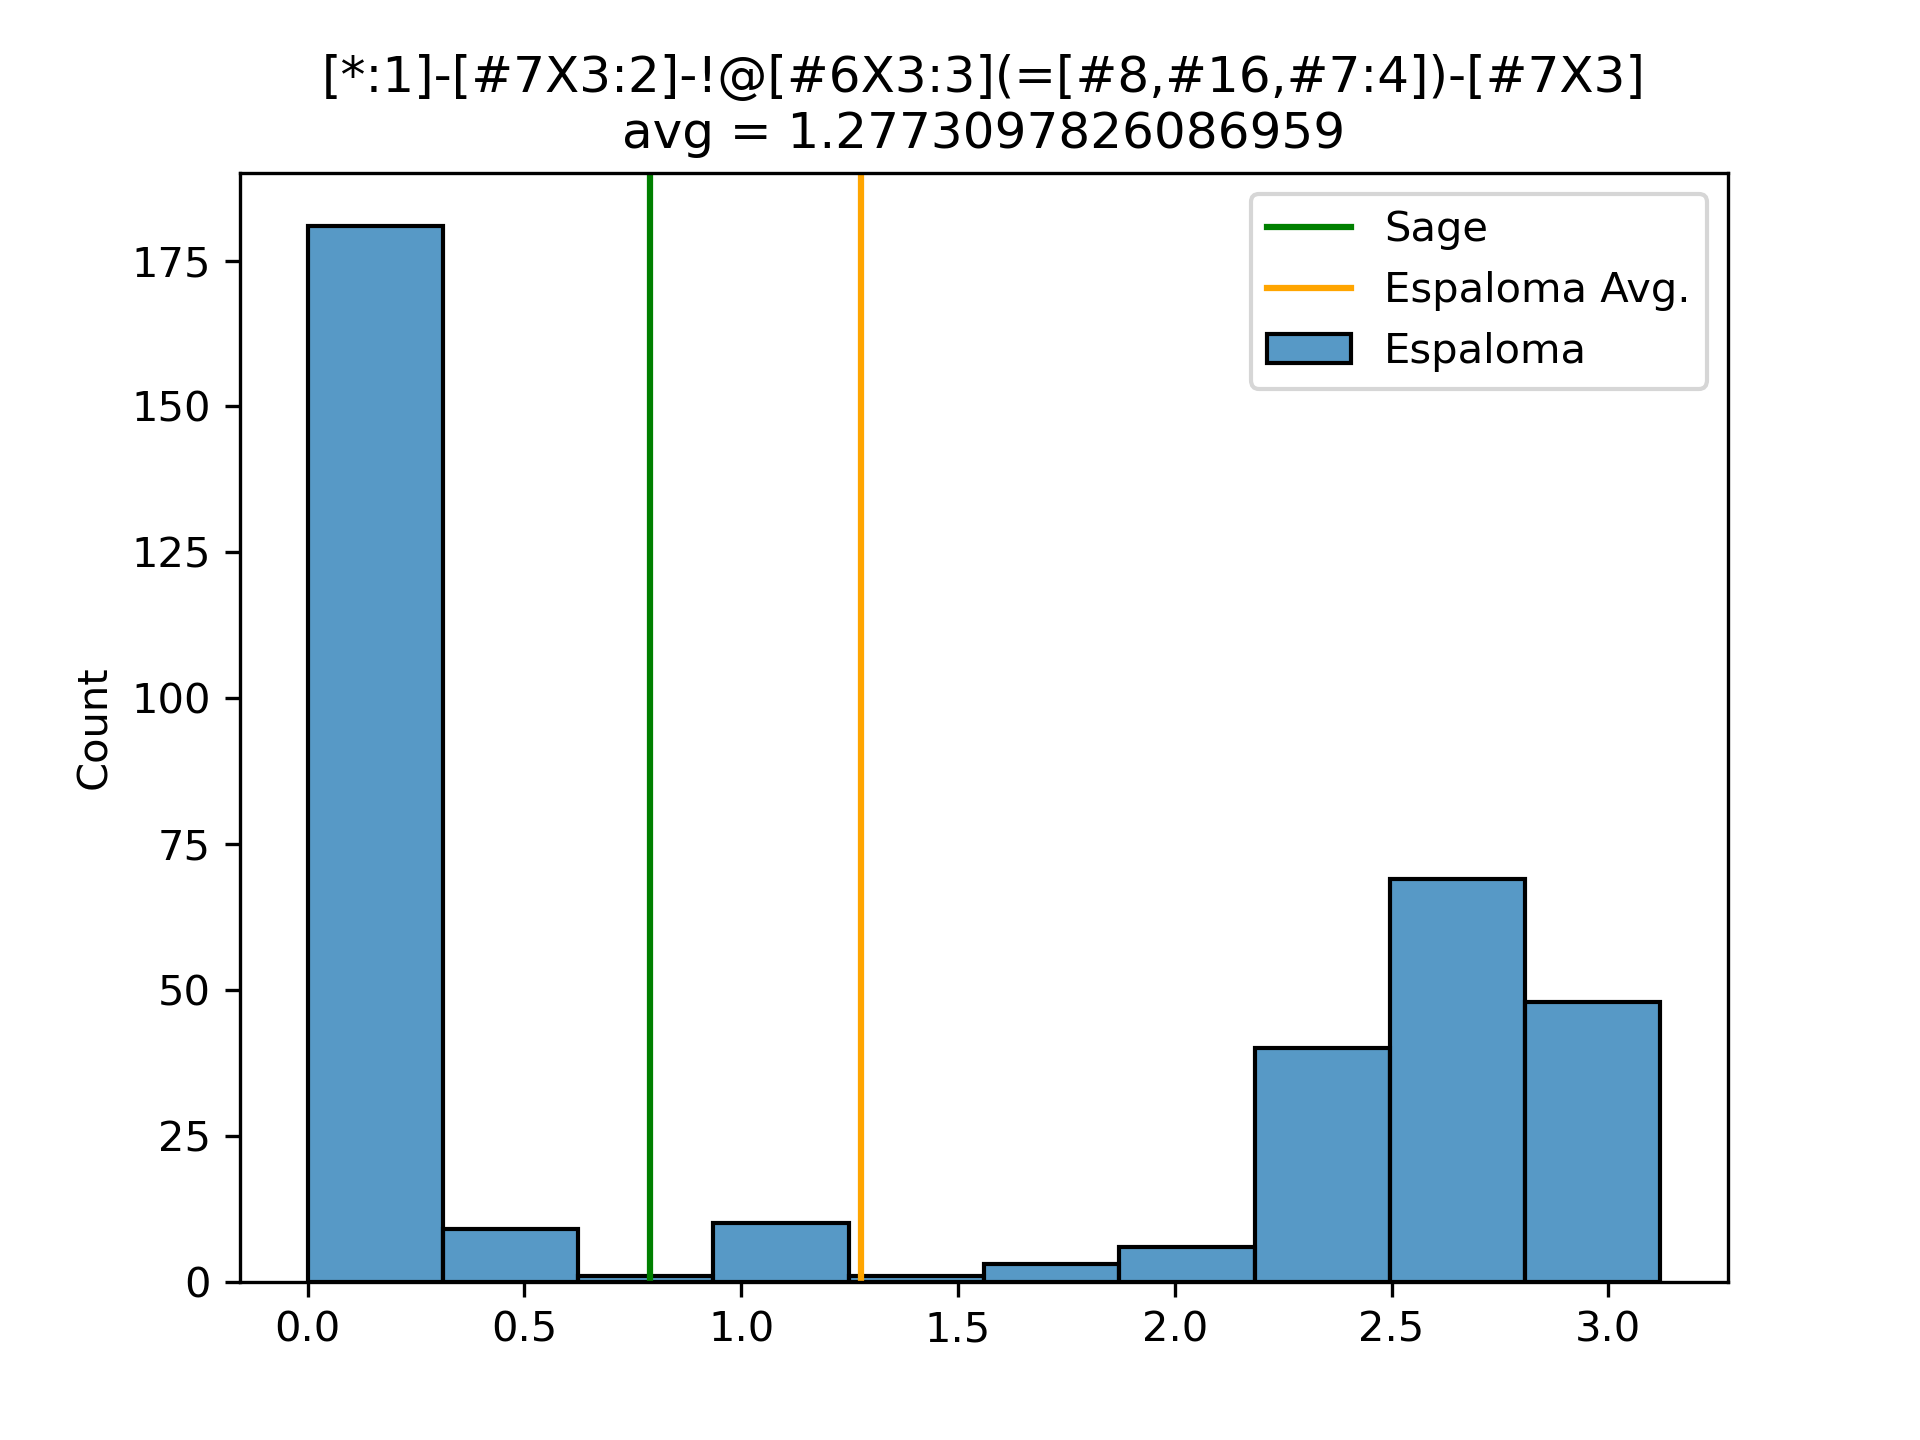 [*:1]-[#7X3:2]-!@[#6X3:3](=[#8,#16,#7:4])-[#7X3]
avg = 1.2773097826086959
Sage
Espaloma Avg.
Espaloma
Count
175
150
125
100
75
50
25
0
0.0 0.5 1.0 1.5 2.0 2.5 3.0